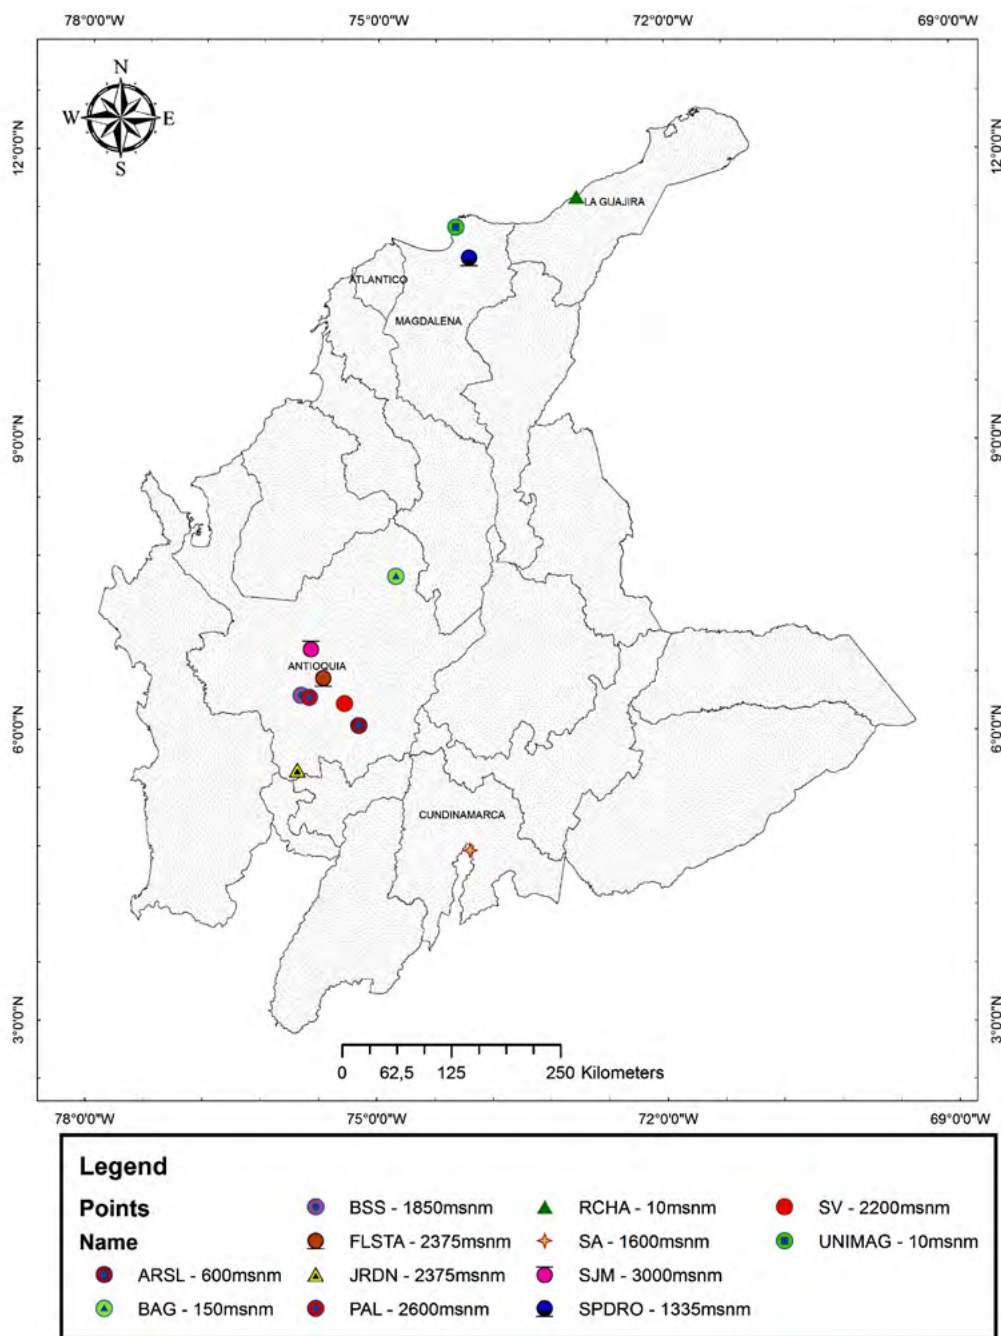 78°0'0"W 75°0'0"W 72°0'0"W 69°0'0"W
N
W E
S
12°0'0"N 12°0'0"N
LA GUAJIRA
ATLANTICO
MAGDALENA
9°0'0"N 9°0'0"N
ANTIOQUIA
6°0'0"N 6°0'0"N
CUNDINAMARCA
3°0'0"N 3°0'0"N
0 62,5 125 250 Kilometers
78°0'0"W 75°0'0"W 72°0'0"W 69°0'0"W
Legend
Points
Name
ARSL - 600msnm
BAG - 150msnm
BSS - 1850msnm
FLSTA - 2375msnm
JRDN - 2375msnm
PAL - 2600msnm
RCHA - 10msnm
SA - 1600msnm
SJM - 3000msnm
SPDRO - 1335msnm
SV - 2200msnm
UNIMAG - 10msnm